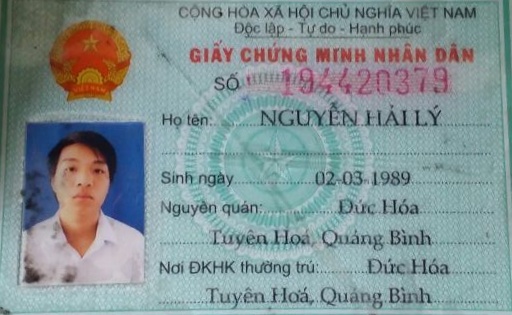 CỘNG HÒA XÃ HỘI CHỦ NGHĨA VIỆT NAM
Độc lập - Tự do - Hạnh phúc
GIẤY CHỨNG MINH NHÂN DÂN
SỐ 194420379
Họ tên: NGUYỄN HẢI LÝ
Sinh ngày 02-03-1989
Nguyên quán: Đức Hóa
Tuyên Hoá, Quảng Bình
Nơi ĐKHK thường trú: Đức Hóa
Tuyên Hoá, Quảng Bình